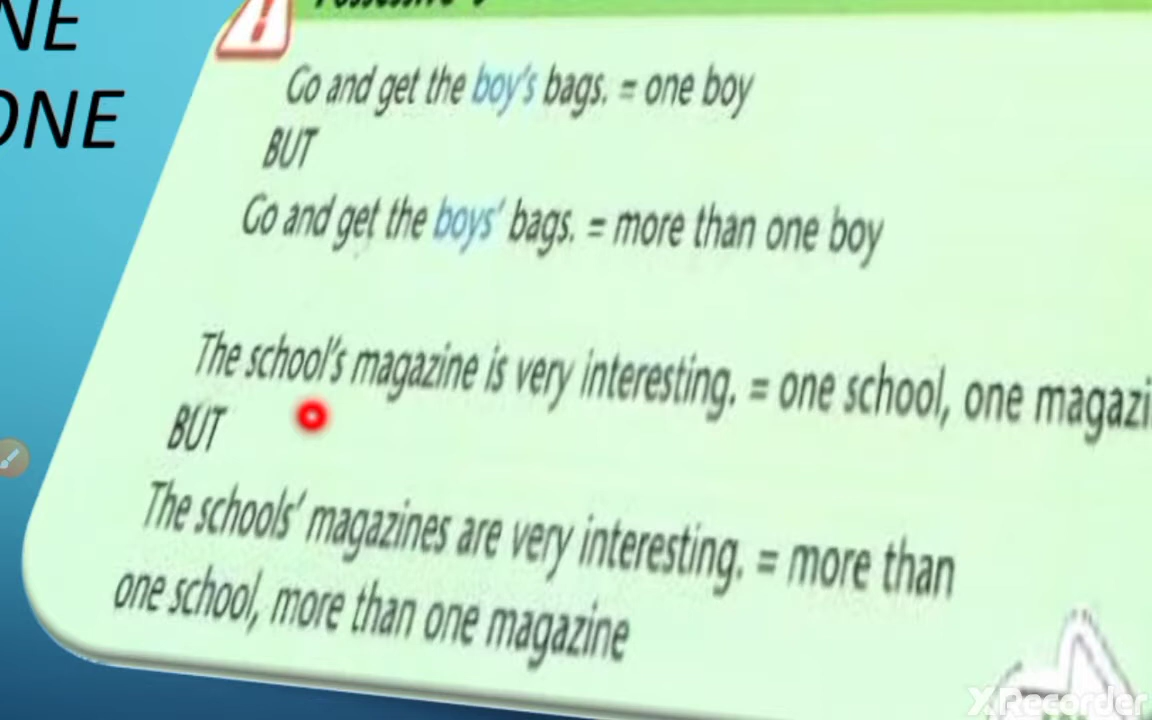 NE
ONE
Go and get the boy's bags. = one boy
BUT
Go and get the boys' bags. = more than one boy
The school's magazine is very interesting. = one school, one magazi
BUT
The schools' magazines are very interesting. = more than
one school, more than one magazine
XRecorder